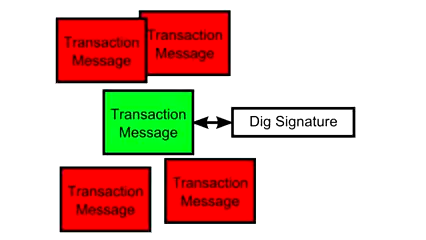 Transaction
Message
Transaction
Message
Transaction
Message
Dig Signature
Transaction
Message
Transaction
Message